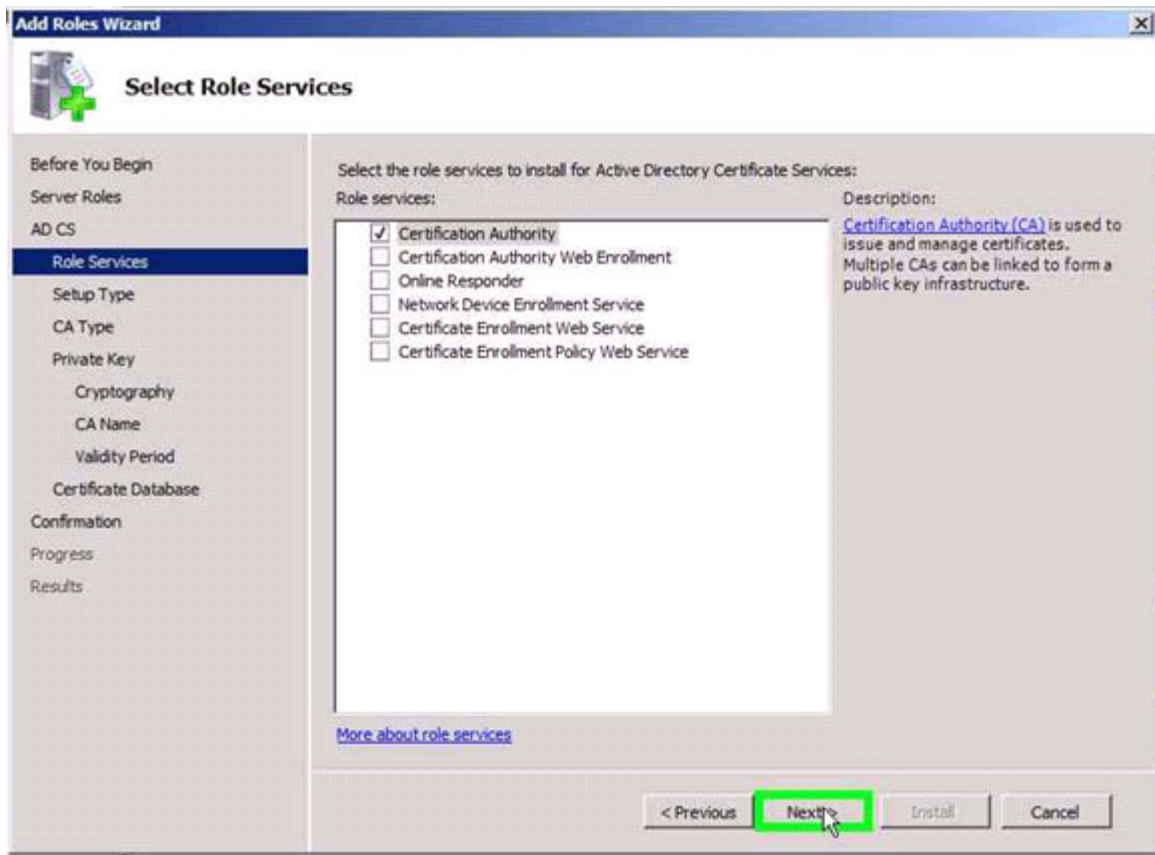 Add Roles Wizard
Select Role Services
Before You Begin
Server Roles
AD CS
Role Services
Setup Type
CA Type
Private Key
Cryptography
CA Name
Validity Period
Certificate Database
Confirmation
Progress
Results
Select the role services to install for Active Directory Certificate Services:
Role services:
Certification Authority
Certification Authority Web Enrollment
Online Responder
Network Device Enrollment Service
Certificate Enrollment Web Service
Certificate Enrollment Policy Web Service
More about role services
Description:
Certification Authority (CA) is used to
issue and manage certificates.
Multiple CAs can be linked to form a
public key infrastructure.
< Previous
Next >
Install
Cancel